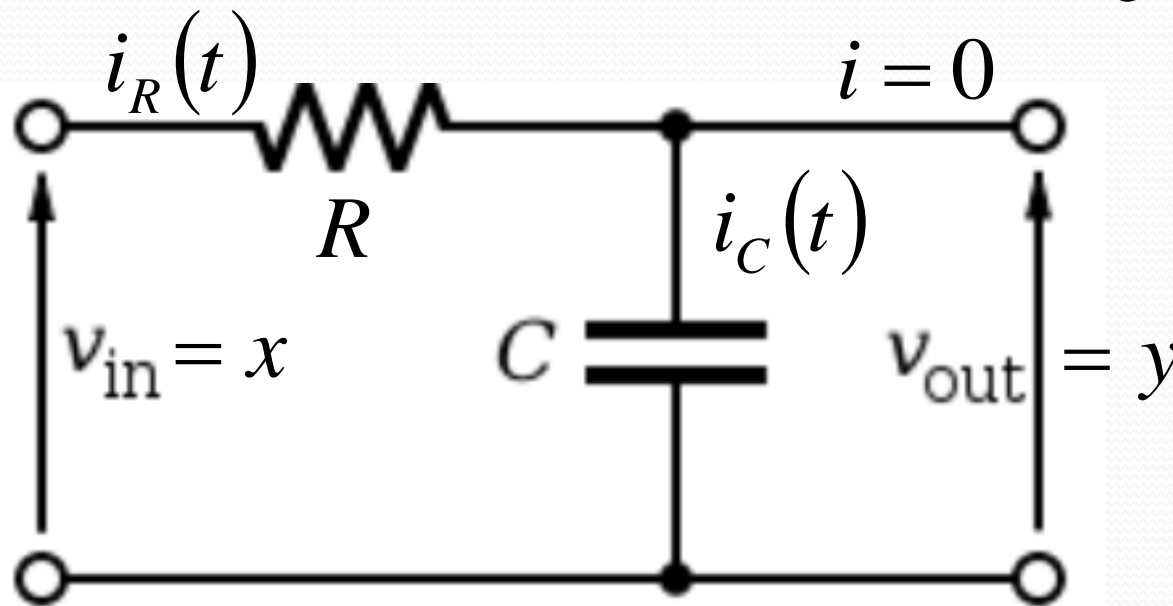 i_R(t)
i = 0
R
i_C(t)
v_in = x
C
v_out = y